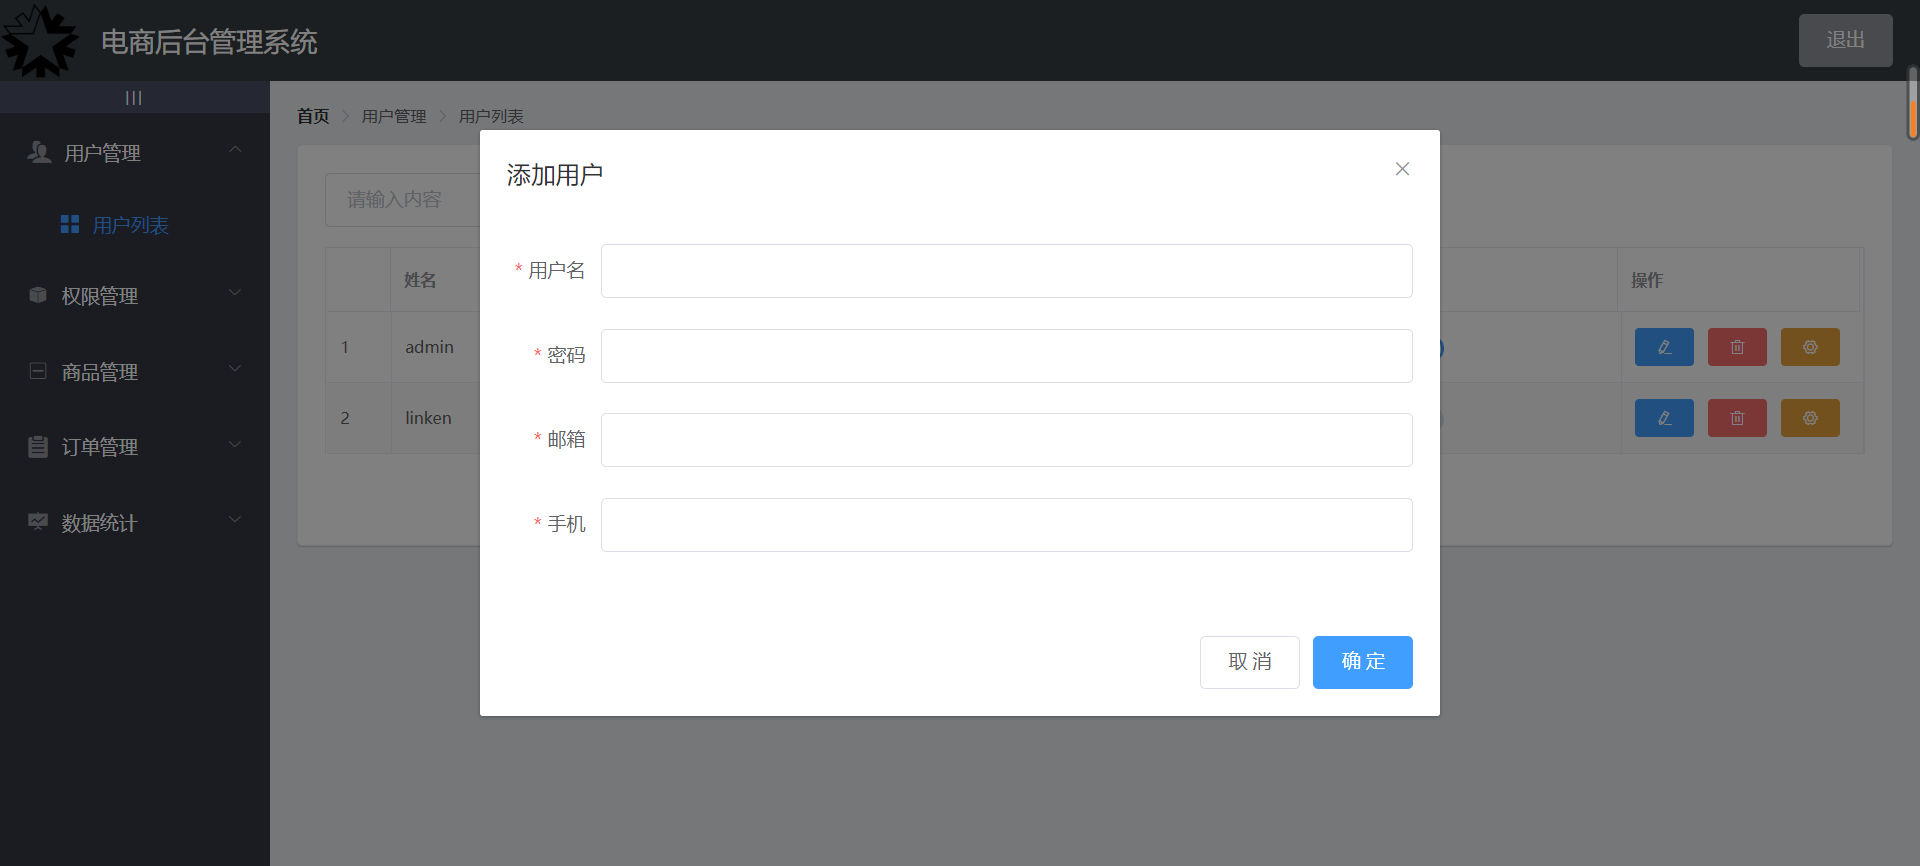 电商后台管理系统
退出
|||
用户管理
用户列表
权限管理
商品管理
订单管理
数据统计
首页 用户管理 用户列表
请输入内容
姓名 操作
1 admin
2 linken
添加用户
* 用户名
* 密码
* 邮箱
* 手机
取 消 确 定